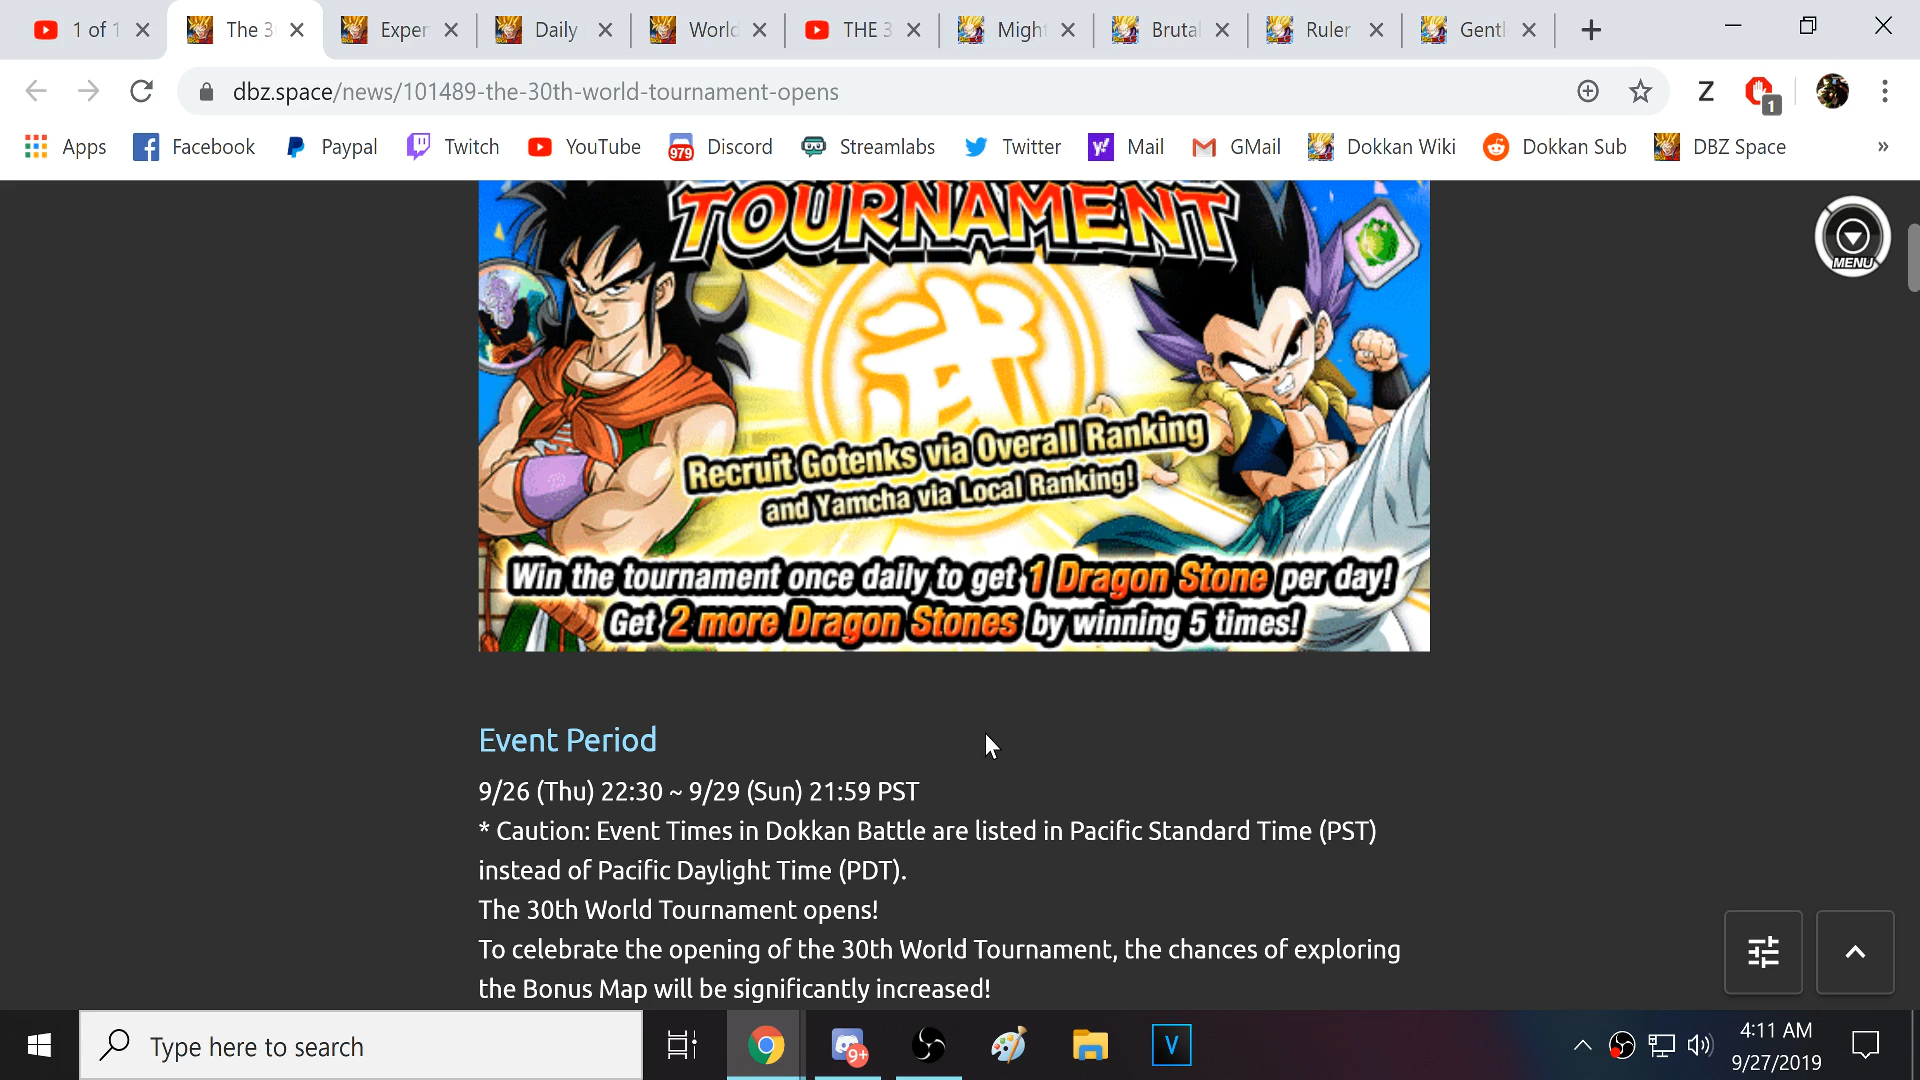 1 of 1
The 3
Exper
Daily
World
THE 3
Might
Brutal
Ruler
Gentl
dbz.space/news/101489-the-30th-world-tournament-opens
Z
1
Apps
Facebook
Paypal
Twitch
YouTube
979
Discord
Streamlabs
Twitter
y!
Mail
GMail
Dokkan Wiki
Dokkan Sub
DBZ Space
»
TOURNAMENT
MENU
武
Recruit Gotenks via Overall Ranking
and Yamcha via Local Ranking!
Win the tournament once daily to get 1 Dragon Stone per day!
Get 2 more Dragon Stones by winning 5 times!
Event Period
9/26 (Thu) 22:30 ~ 9/29 (Sun) 21:59 PST
* Caution: Event Times in Dokkan Battle are listed in Pacific Standard Time (PST)
instead of Pacific Daylight Time (PDT).
The 30th World Tournament opens!
To celebrate the opening of the 30th World Tournament, the chances of exploring
the Bonus Map will be significantly increased!
Type here to search
9+
V
4:11 AM
9/27/2019